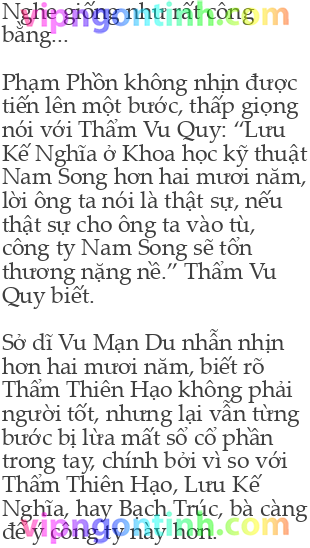 Nghe giống như rất công
bằng...
Phạm Phồn không nhịn được
tiến lên một bước, thấp giọng
nói với Thẩm Vu Quy: “Lưu
Kế Nghĩa ở Khoa học kỹ thuật
Nam Song hơn hai mươi năm,
lời ông ta nói là thật sự, nếu
thật sự cho ông ta vào tù,
công ty Nam Song sẽ tổn
thương nặng nề.” Thẩm Vu
Quy biết.
Sở dĩ Vu Mạn Du nhẫn nhịn
hơn hai mươi năm, biết rõ
Thẩm Thiên Hạo không phải
người tốt, nhưng lại vẫn từng
bước bị lừa mất số cổ phần
trong tay, chính bởi vì so với
Thẩm Thiên Hạo, Lưu Kế
Nghĩa, hay Bạch Trúc, bà càng
để ý công ty này hơn.
vipngontinh.com
vipngontinh.com
vipngontinh.com